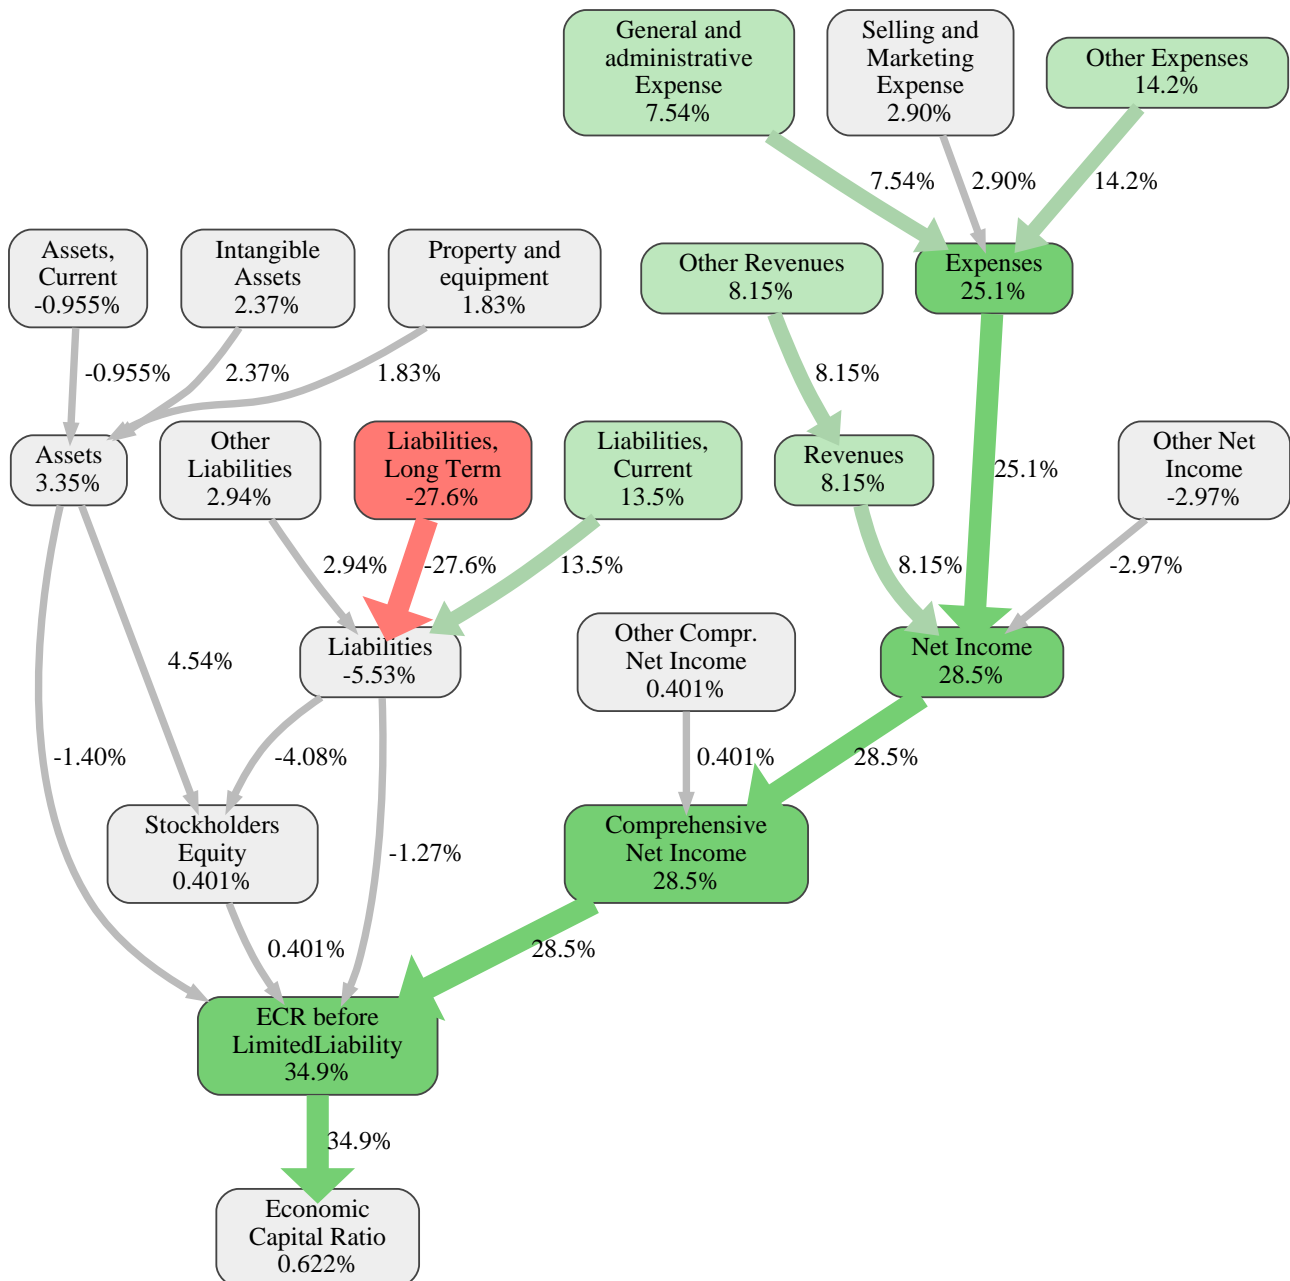 General and
administrative
Expense
7.54%
Selling and
Marketing
Expense
2.90%
Other Expenses
14.2%
7.54%
2.90%
14.2%
Assets,
Current
-0.955%
Intangible
Assets
2.37%
Property and
equipment
1.83%
Other Revenues
8.15%
Expenses
25.1%
-0.955%
2.37%
1.83%
8.15%
Assets
3.35%
Other
Liabilities
2.94%
Liabilities,
Long Term
-27.6%
Liabilities,
Current
13.5%
Revenues
8.15%
25.1%
Other Net
Income
-2.97%
2.94%
-27.6%
13.5%
8.15%
-2.97%
4.54%
Liabilities
-5.53%
Other Compr.
Net Income
0.401%
Net Income
28.5%
-1.40%
-4.08%
0.401%
28.5%
Stockholders
Equity
0.401%
-1.27%
Comprehensive
Net Income
28.5%
0.401%
28.5%
ECR before
LimitedLiability
34.9%
34.9%
Economic
Capital Ratio
0.622%